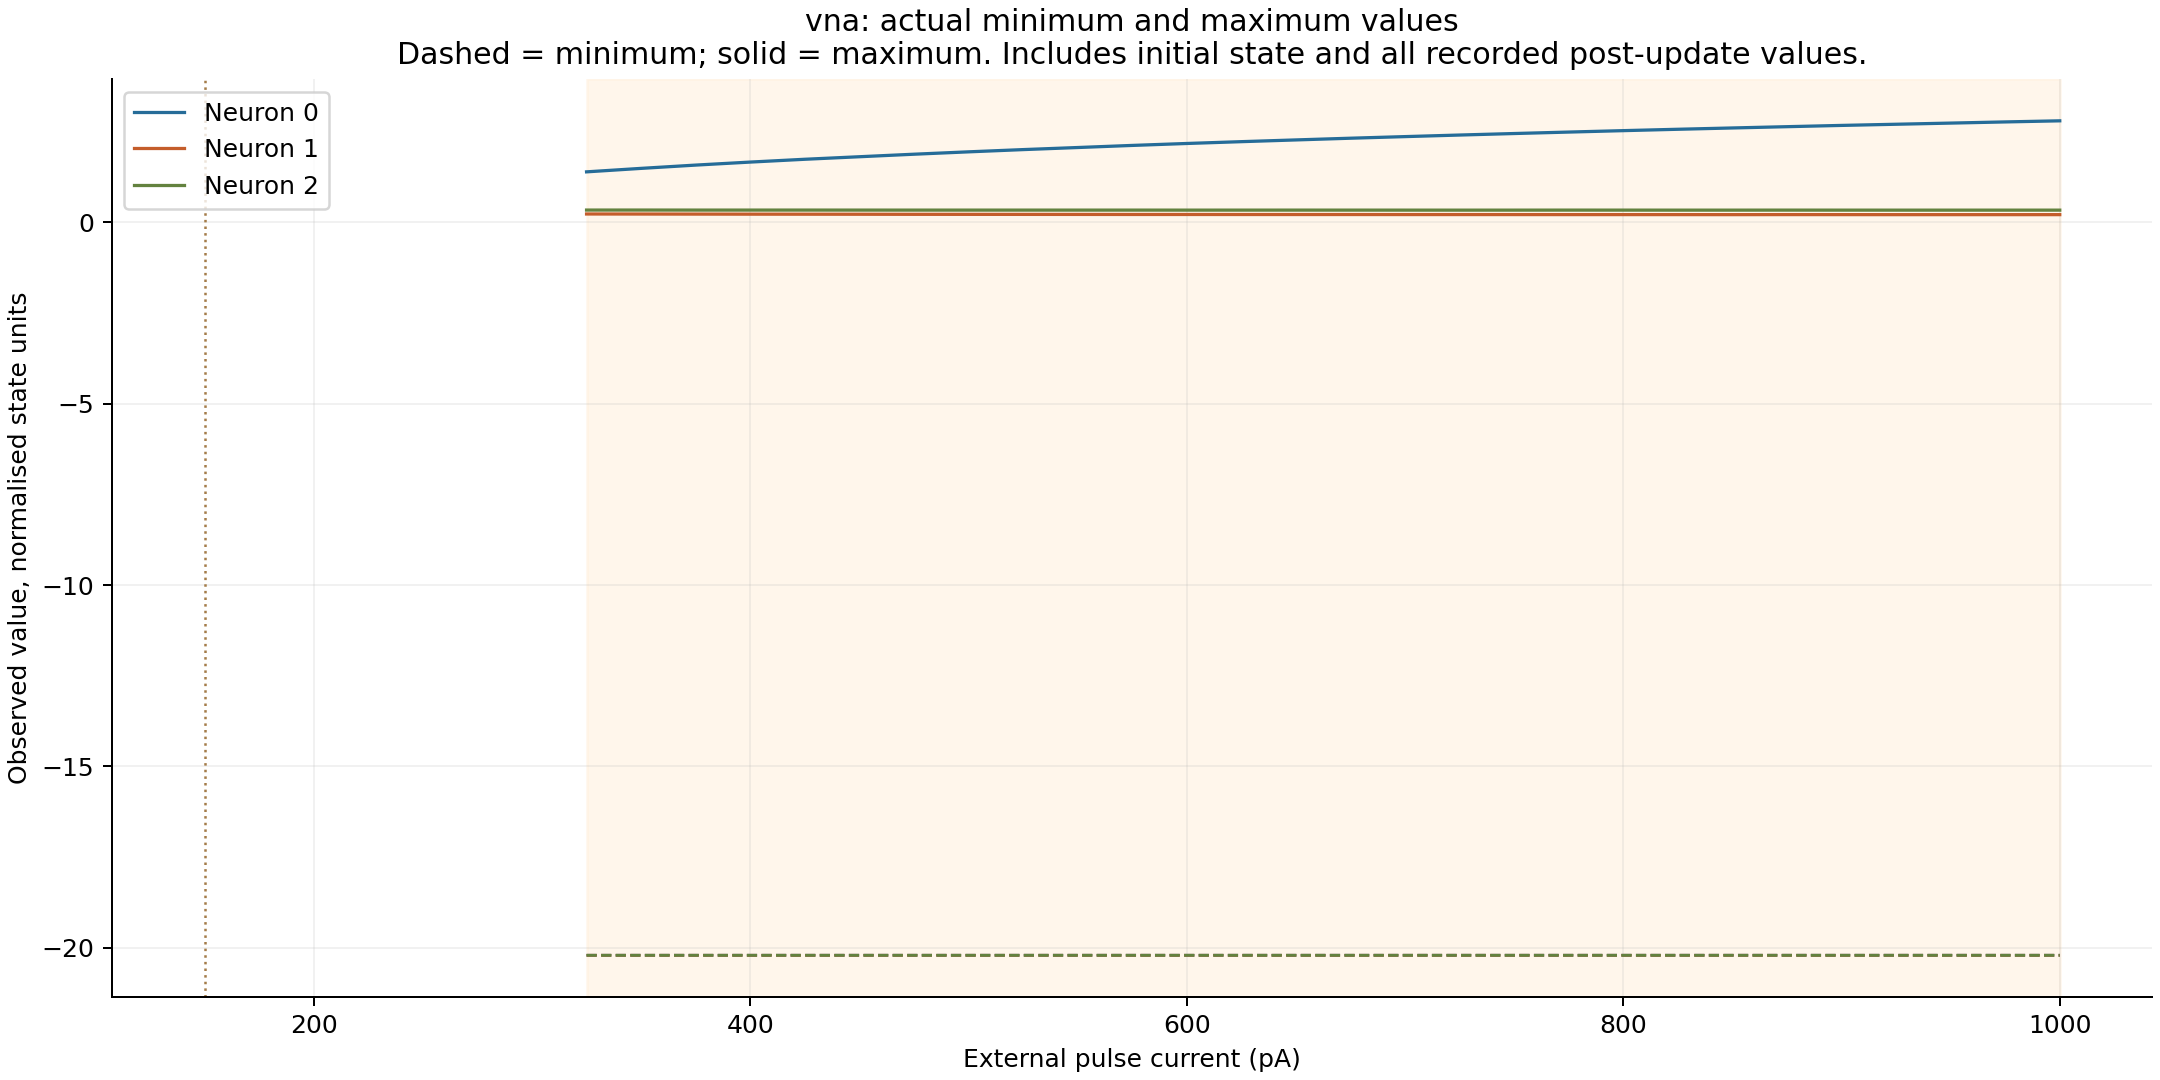 vna: actual minimum and maximum values
Dashed = minimum; solid = maximum. Includes initial state and all recorded post-update values.
Neuron 0
Neuron 1
Neuron 2
Observed value, normalised state units
0
−5
−10
−15
−20
200
400
600
800
1000
External pulse current (pA)